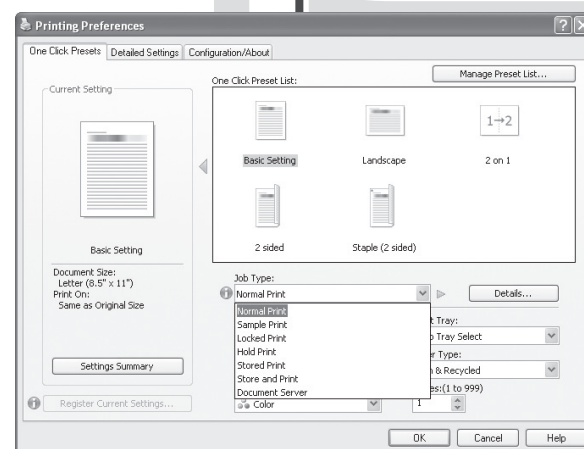 Printing Preferences
One Click Presets
Detailed Settings
Configuration/About
Current Setting
One Click Preset List:
Manage Preset List...
1→2
Basic Setting
Landscape
2 on 1
2 sided
Staple (2 sided)
Basic Setting
Document Size:
Letter (8.5" x 11")
Print On:
Same as Original Size
Settings Summary
Register Current Settings...
Job Type:
Normal Print
Details...
Normal Print
Sample Print
Locked Print
Hold Print
Stored Print
Store and Print
Document Server
Color
Tray:
Tray Select
Type:
& Recycled
(1 to 999)
1
OK
Cancel
Help